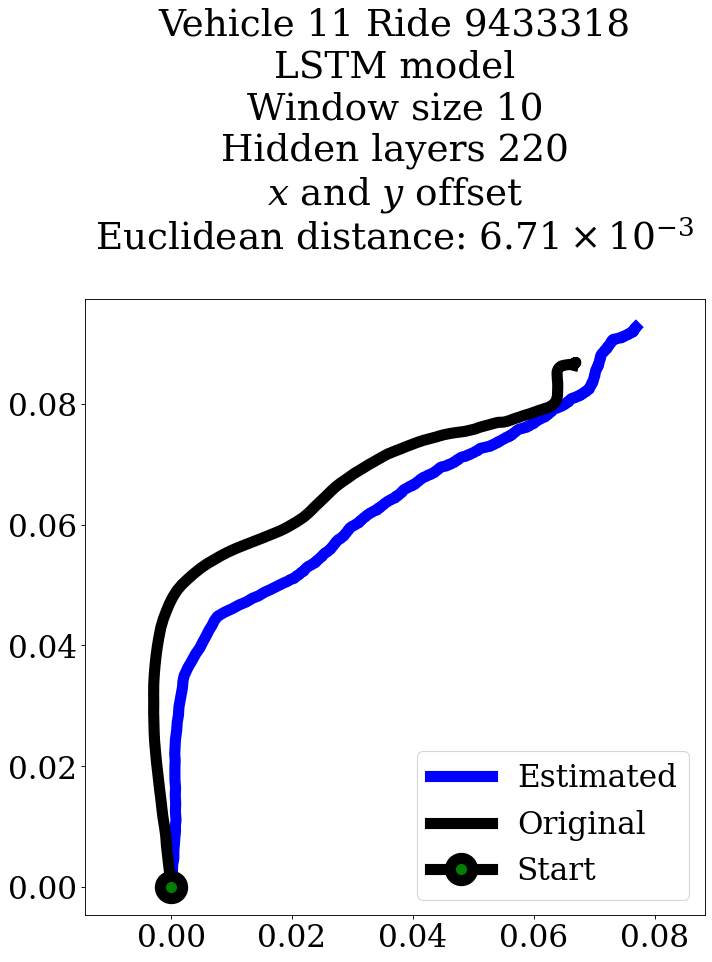 Vehicle 11 Ride 9433318
LSTM model
Window size 10
Hidden layers 220
x and y offset
Euclidean distance: 6.71 × 10⁻³
0.08
0.06
0.04
0.02
0.00
Estimated
Original
Start
0.00 0.02 0.04 0.06 0.08